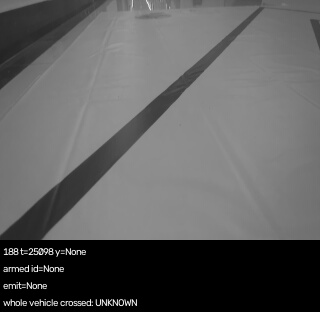 188 t=25098 y=None
armed id=None
emit=None
whole vehicle crossed: UNKNOWN